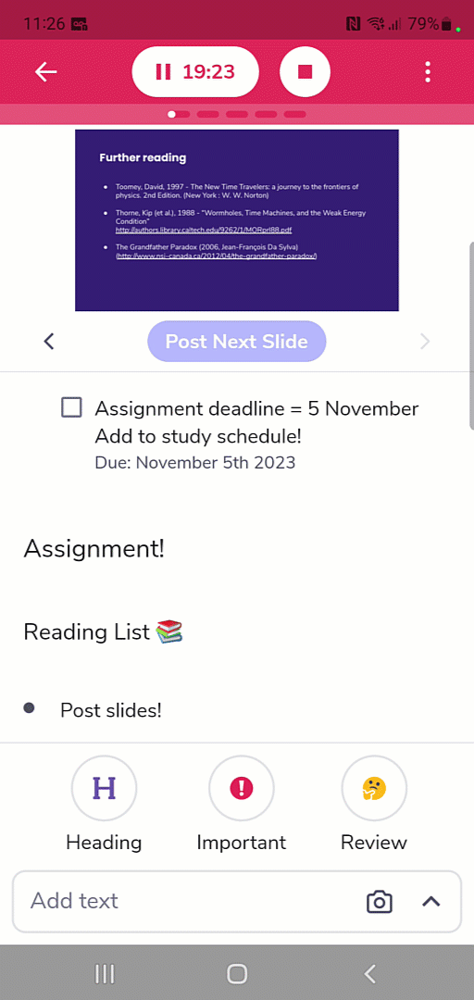 11:26
79%
19:23
Further reading
• Toomey, David, 1997 - The New Time Travelers: a journey to the frontiers of
physics. 2nd Edition. (New York : W. W. Norton)
• Thorne, Kip (et al.), 1988 - "Wormholes, Time Machines, and the Weak Energy
Condition"
http://authors.library.caltech.edu/9262/1/MORprl88.pdf
• The Grandfather Paradox (2006, Jean-François Da Sylva)
(http://www.nsi-canada.ca/2012/04/the-grandfather-paradox/)
Post Next Slide
Assignment deadline = 5 November
Add to study schedule!
Due: November 5th 2023
Assignment!
Reading List 📚
• Post slides!
H
Heading
Important
Review
Add text